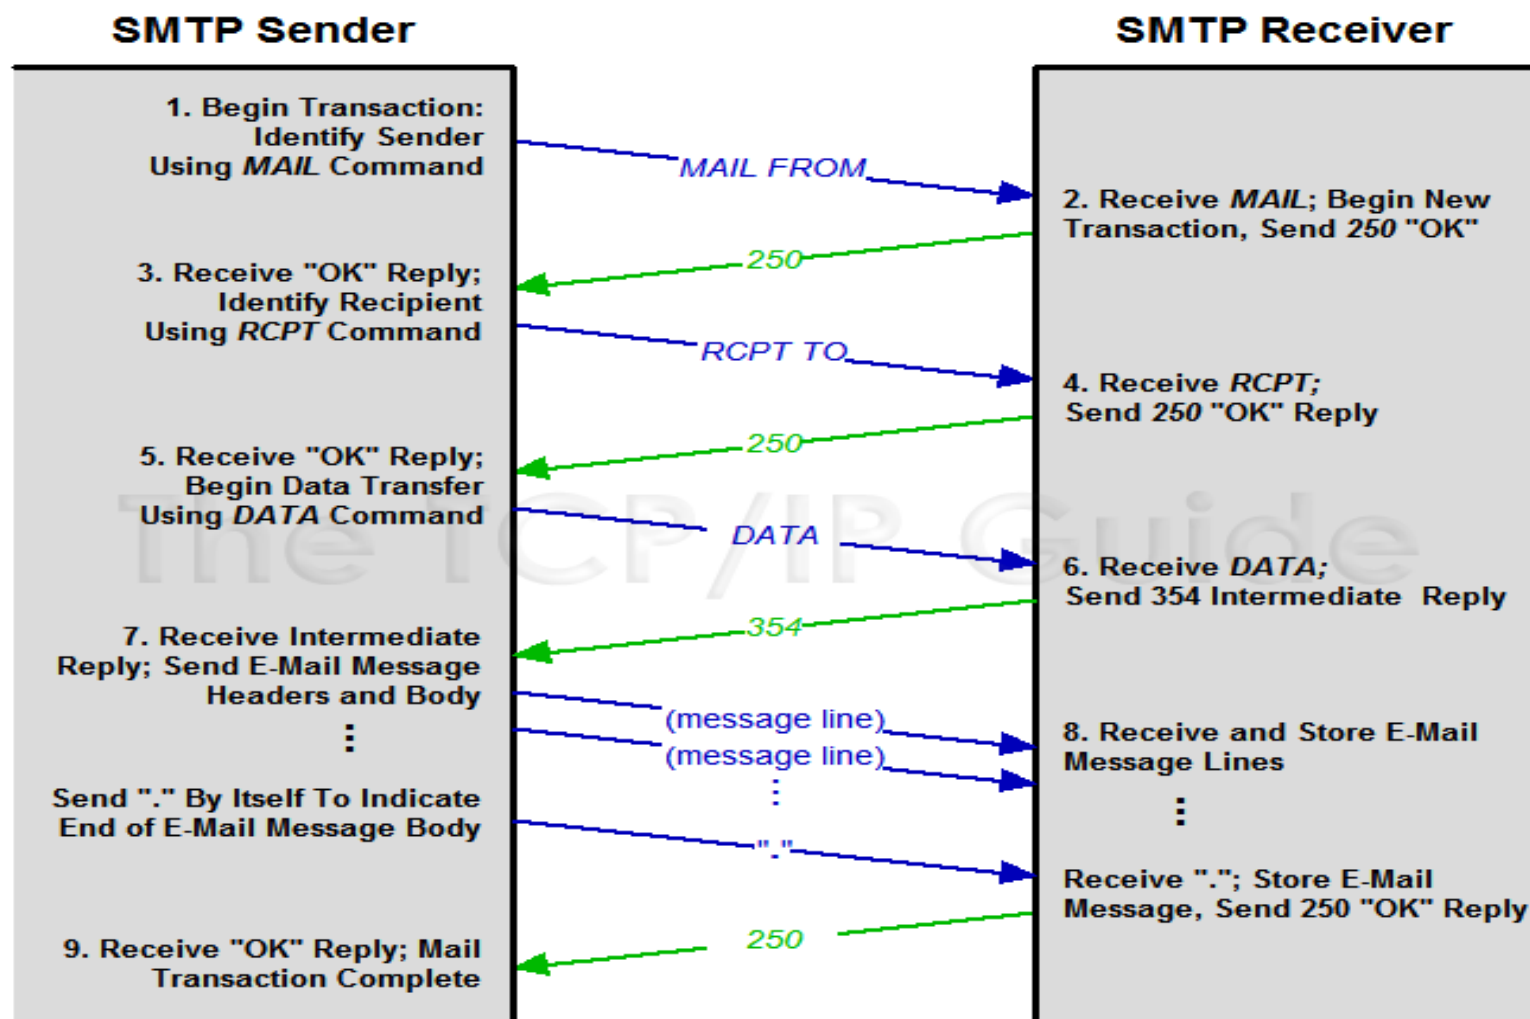 SMTP Sender
SMTP Receiver
1. Begin Transaction:
Identify Sender
Using MAIL Command
MAIL FROM
2. Receive MAIL; Begin New
Transaction, Send 250 "OK"
250
3. Receive "OK" Reply;
Identify Recipient
Using RCPT Command
RCPT TO
4. Receive RCPT;
Send 250 "OK" Reply
250
5. Receive "OK" Reply;
Begin Data Transfer
Using DATA Command
DATA
The TCP/IP Guide
6. Receive DATA;
Send 354 Intermediate Reply
354
7. Receive Intermediate
Reply; Send E-Mail Message
Headers and Body
⋮
(message line)
(message line)
⋮
8. Receive and Store E-Mail
Message Lines
⋮
Send "." By Itself To Indicate
End of E-Mail Message Body
"."
Receive "."; Store E-Mail
Message, Send 250 "OK" Reply
250
9. Receive "OK" Reply; Mail
Transaction Complete